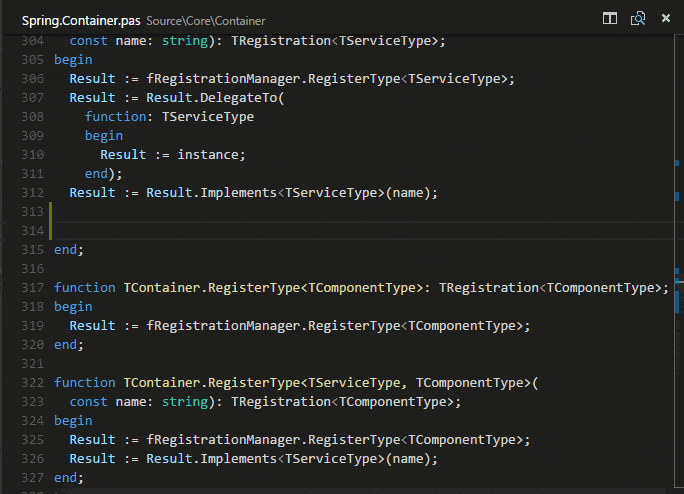 Spring.Container.pas Source\Core\Container
304   const name: string): TRegistration<TServiceType>;
305 begin
306   Result := fRegistrationManager.RegisterType<TServiceType>;
307   Result := Result.DelegateTo(
308     function: TServiceType
309     begin
310       Result := instance;
311     end);
312   Result := Result.Implements<TServiceType>(name);
313
314
315 end;
316
317 function TContainer.RegisterType<TComponentType>: TRegistration<TComponentType>;
318 begin
319   Result := fRegistrationManager.RegisterType<TComponentType>;
320 end;
321
322 function TContainer.RegisterType<TServiceType, TComponentType>(
323   const name: string): TRegistration<TComponentType>;
324 begin
325   Result := fRegistrationManager.RegisterType<TComponentType>;
326   Result := Result.Implements<TServiceType>(name);
327 end;